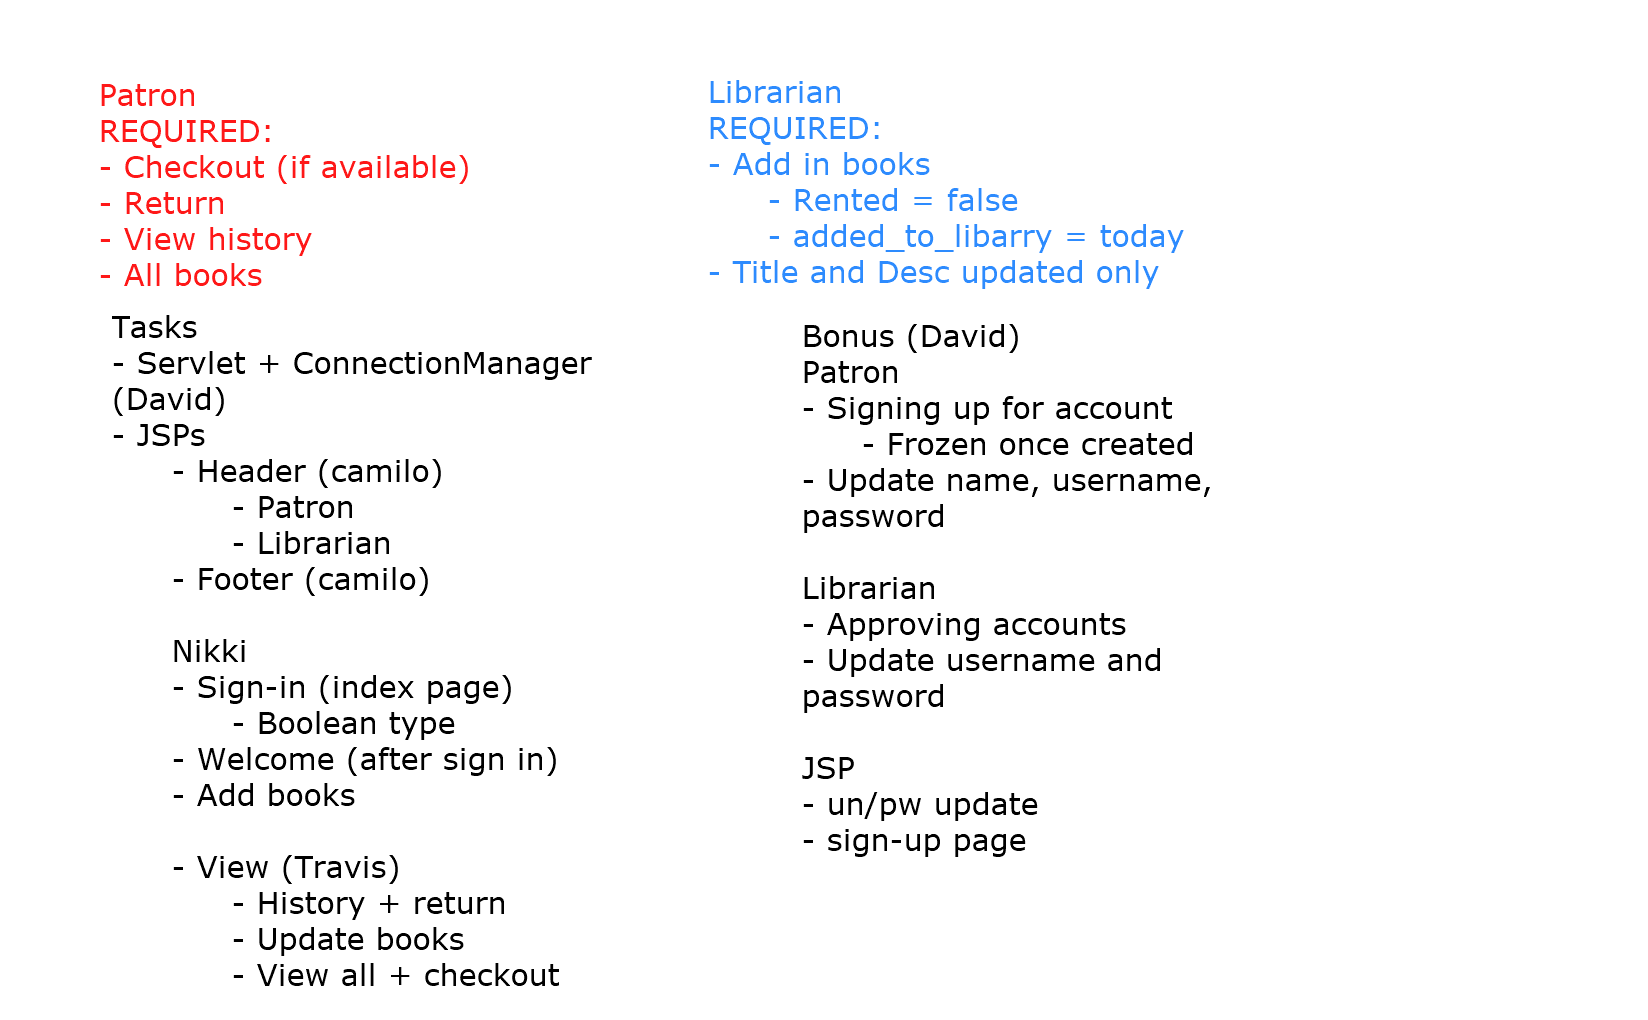 Patron
REQUIRED:
- Checkout (if available)
- Return
- View history
- All books
Librarian
REQUIRED:
- Add in books
- Rented = false
- added_to_libarry = today
- Title and Desc updated only
Tasks
- Servlet + ConnectionManager
(David)
- JSPs
- Header (camilo)
- Patron
- Librarian
- Footer (camilo)
Nikki
- Sign-in (index page)
- Boolean type
- Welcome (after sign in)
- Add books
- View (Travis)
- History + return
- Update books
- View all + checkout
Bonus (David)
Patron
- Signing up for account
- Frozen once created
- Update name, username,
password
Librarian
- Approving accounts
- Update username and
password
JSP
- un/pw update
- sign-up page